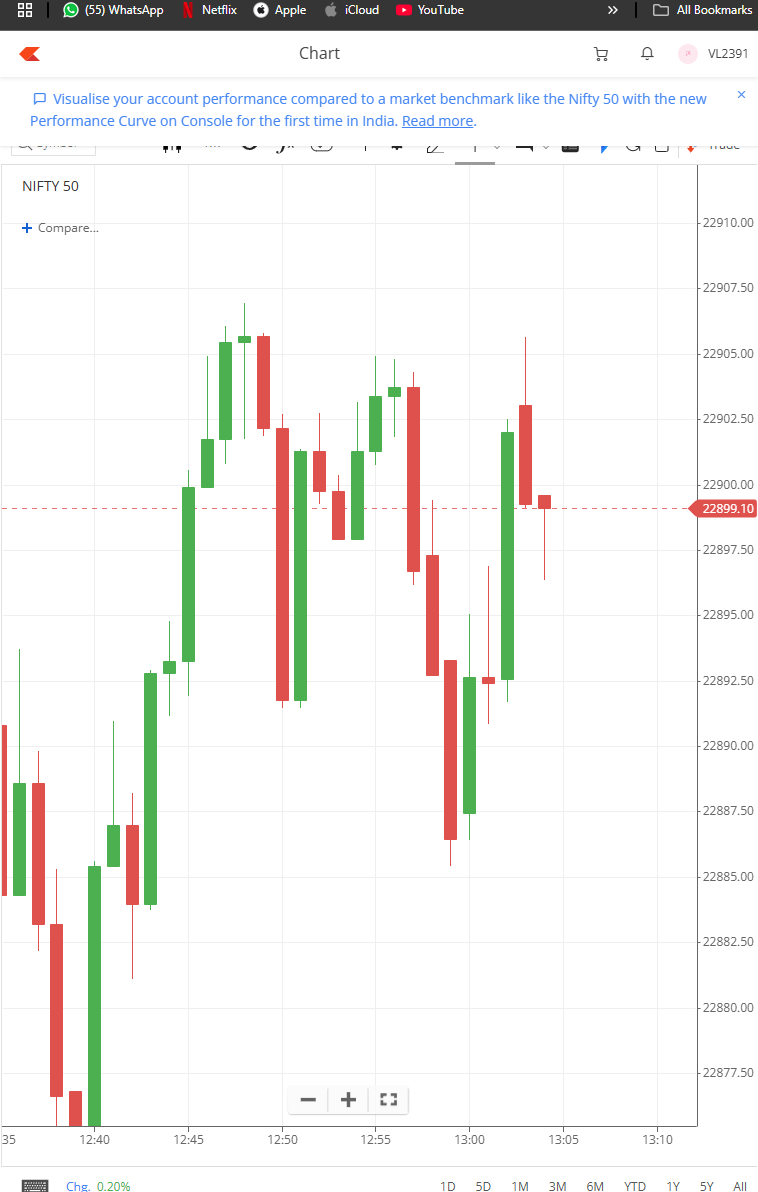 (55) WhatsApp Netflix Apple iCloud YouTube » All Bookmarks
Chart VL2391
Visualise your account performance compared to a market benchmark like the Nifty 50 with the new
Performance Curve on Console for the first time in India. Read more.
NIFTY 50
+ Compare...
22910.00
22907.50
22905.00
22902.50
22900.00
22899.10
22897.50
22895.00
22892.50
22890.00
22887.50
22885.00
22882.50
22880.00
22877.50
35 12:40 12:45 12:50 12:55 13:00 13:05 13:10
Chg. 0.20% 1D 5D 1M 3M 6M YTD 1Y 5Y All